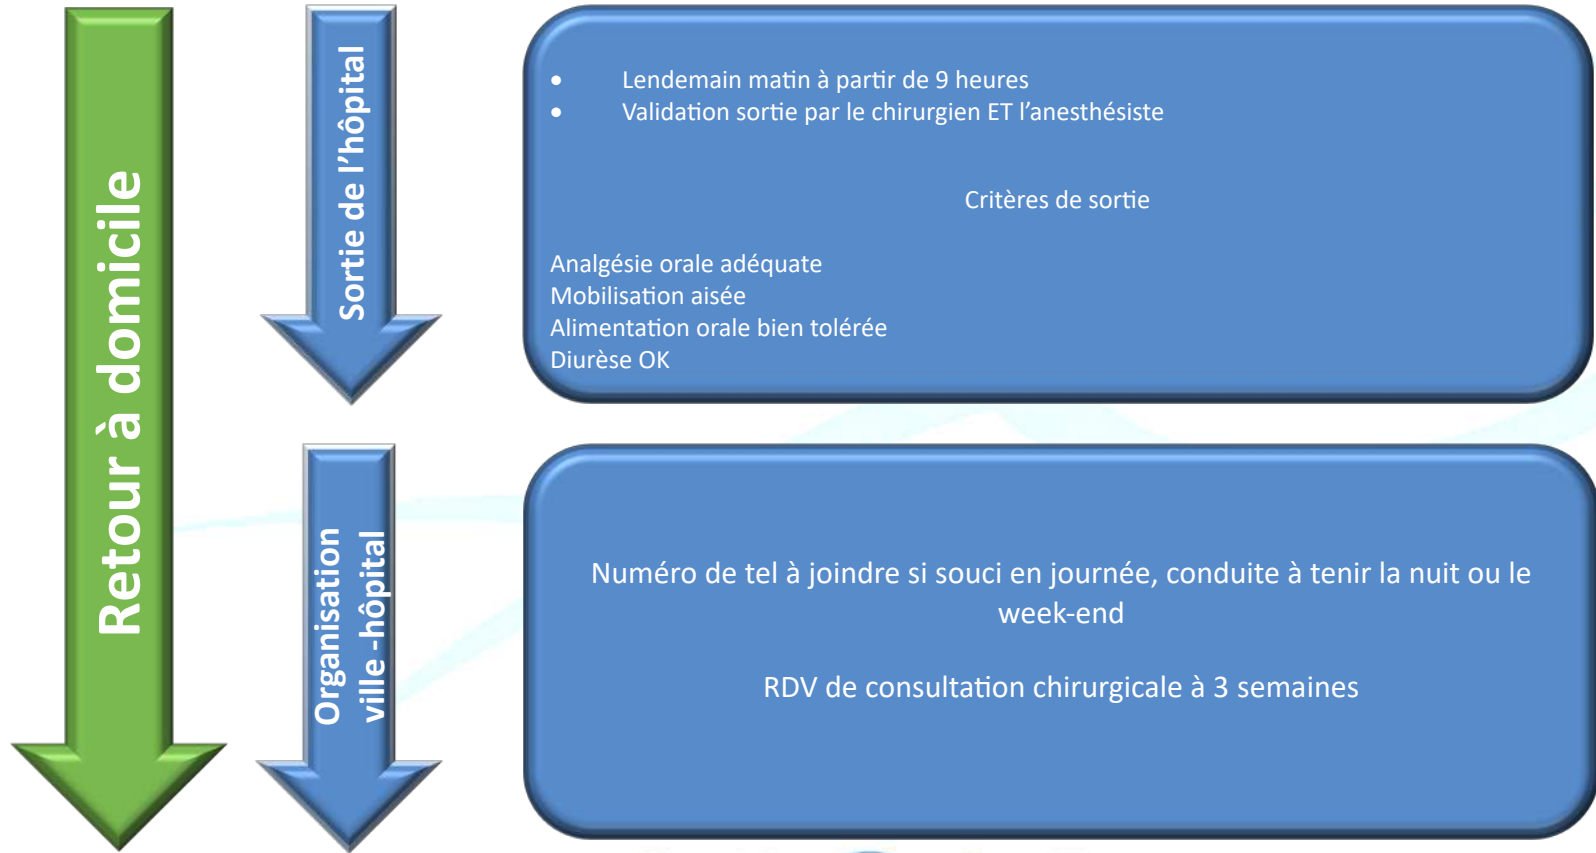 Retour à domicile
Sortie de l’hôpital
• Lendemain matin à partir de 9 heures
• Validation sortie par le chirurgien ET l’anesthésiste
Critères de sortie
Analgésie orale adéquate
Mobilisation aisée
Alimentation orale bien tolérée
Diurèse OK
Organisation
ville -hôpital
Numéro de tel à joindre si souci en journée, conduite à tenir la nuit ou le
week-end
RDV de consultation chirurgicale à 3 semaines